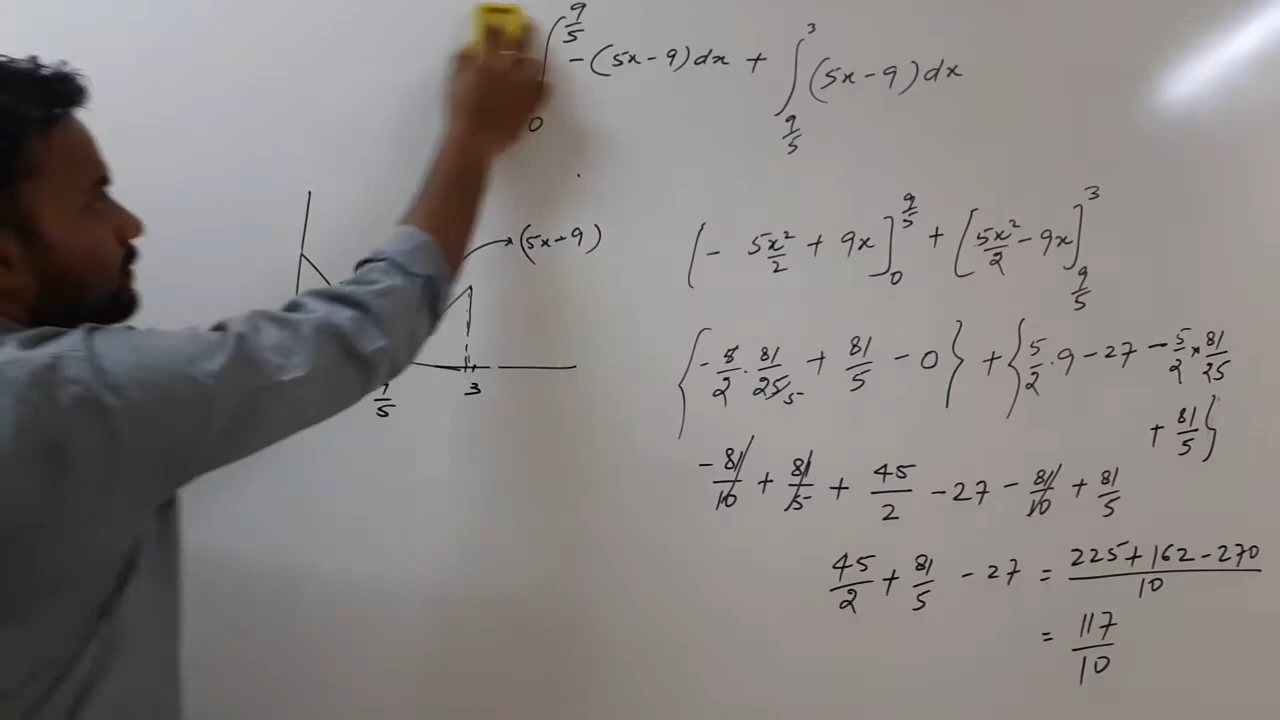 ∫₀^{9/5} -(5x-9)dx + ∫_{9/5}^{3} (5x-9)dx
(5x-9)
9/5
3
[- 5x²/2 + 9x]₀^{9/5} + [5x²/2 - 9x]_{9/5}^{3}
{-5/2 · 81/25 5 + 81/5 - 0} + {5/2 · 9 - 27 - 5/2 × 81/25
+ 81/5}
-81/10 + 81/5 + 45/2 - 27 - 81/10 + 81/5
45/2 + 81/5 - 27 = (225+162-270)/10
= 117/10